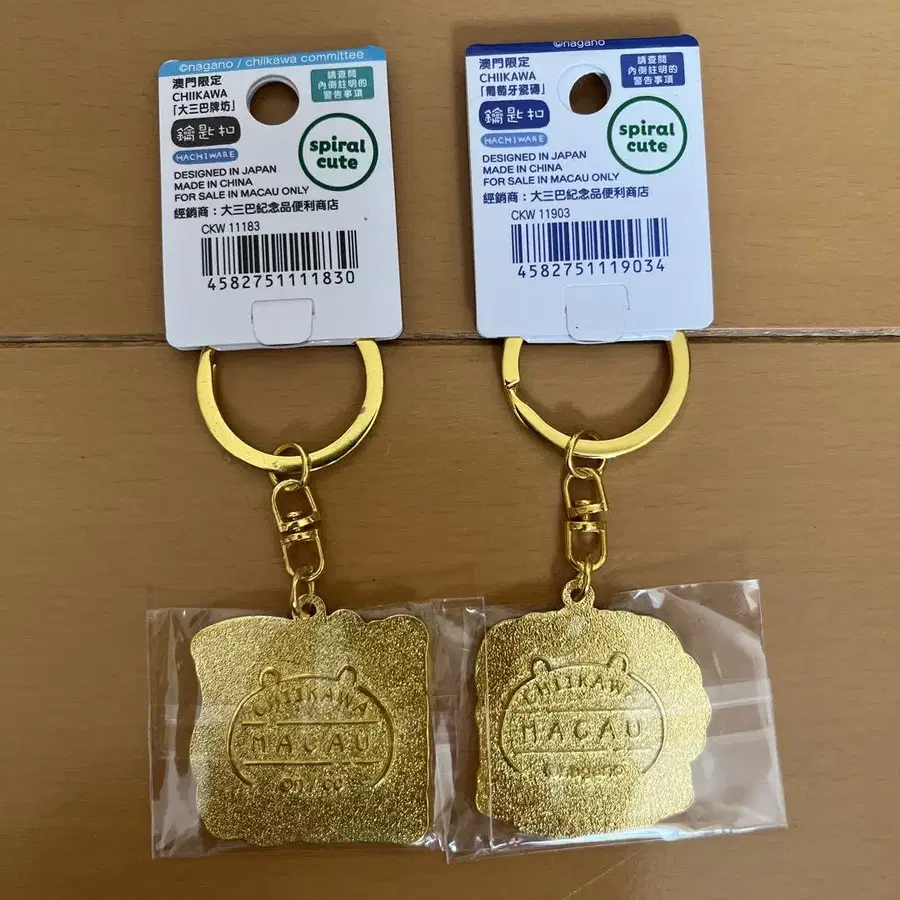 ©nagano / chiikawa committee
澳門限定
CHIIKAWA
「大三巴牌坊」
請查閱
內側註明的
警告事項
鑰匙扣
HACHIWARE
spiral
cute
DESIGNED IN JAPAN
MADE IN CHINA
FOR SALE IN MACAU ONLY
經銷商：大三巴紀念品便利商店
CKW 11183
4582751111830
©nagano
澳門限定
CHIIKAWA
「葡萄牙瓷磚」
請查閱
內側註明的
警告事項
鑰匙扣
HACHIWARE
spiral
cute
DESIGNED IN JAPAN
MADE IN CHINA
FOR SALE IN MACAU ONLY
經銷商：大三巴紀念品便利商店
CKW 11903
4582751119034
CHIIKAWA
MACAU
©n/cc
CHIIKAWA
MACAU
©nagano